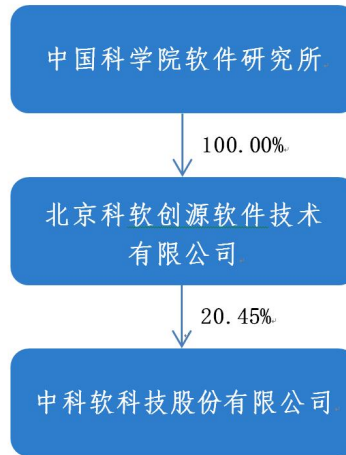 中国科学院软件研究所
100.00%
北京科软创源软件技术
有限公司
20.45%
中科软科技股份有限公司